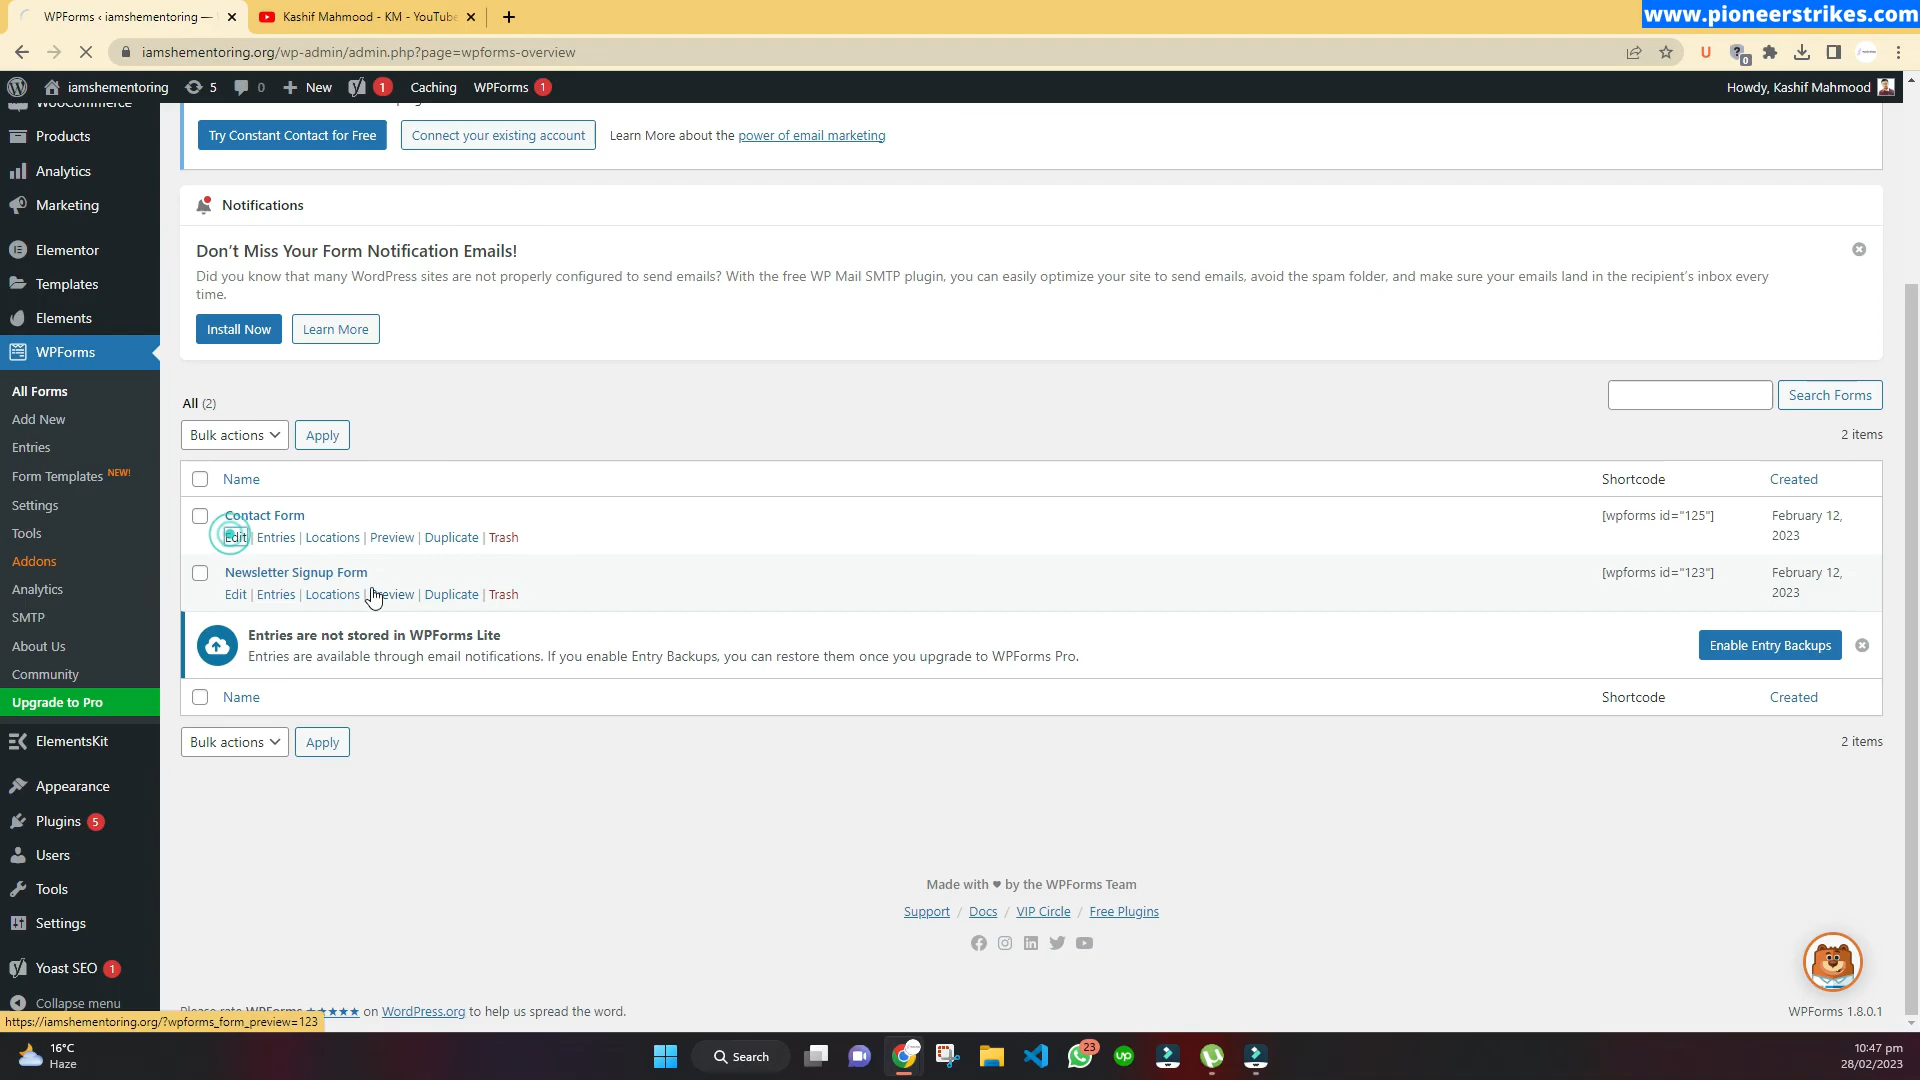 www.pioneerstrikes.com
WPForms ‹ iamshementoring —
Kashif Mahmood - KM - YouTube
iamshementoring.org/wp-admin/admin.php?page=wpforms-overview
U
0
iamshementoring
5
0
New
1
Caching
WPForms 1
Howdy, Kashif Mahmood
WooCommerce
Products
Analytics
Marketing
Elementor
Templates
Elements
WPForms
All Forms
Add New
Entries
Form Templates NEW!
Settings
Tools
Addons
Analytics
SMTP
About Us
Community
Upgrade to Pro
ElementsKit
Appearance
Plugins 5
Users
Tools
Settings
Yoast SEO 1
Collapse menu
Try Constant Contact for Free
Connect your existing account
Learn More about the power of email marketing
Notifications
Don't Miss Your Form Notification Emails!
Did you know that many WordPress sites are not properly configured to send emails? With the free WP Mail SMTP plugin, you can easily optimize your site to send emails, avoid the spam folder, and make sure your emails land in the recipient's inbox every
time.
Install Now
Learn More
Search Forms
All (2)
Bulk actions
Apply
2 items
Name
Shortcode
Created
Contact Form
[wpforms id="125"]
February 12,
2023
Edit | Entries | Locations | Preview | Duplicate | Trash
Newsletter Signup Form
[wpforms id="123"]
February 12,
2023
Edit | Entries | Locations | Preview | Duplicate | Trash
Entries are not stored in WPForms Lite
Entries are available through email notifications. If you enable Entry Backups, you can restore them once you upgrade to WPForms Pro.
Enable Entry Backups
Name
Shortcode
Created
Bulk actions
Apply
2 items
Made with ♥ by the WPForms Team
Support / Docs / VIP Circle / Free Plugins
Please rate WPForms ★★★★★ on WordPress.org to help us spread the word.
WPForms 1.8.0.1
https://iamshementoring.org/?wpforms_form_preview=123
16°C
Haze
Search
23
up
10:47 pm
28/02/2023